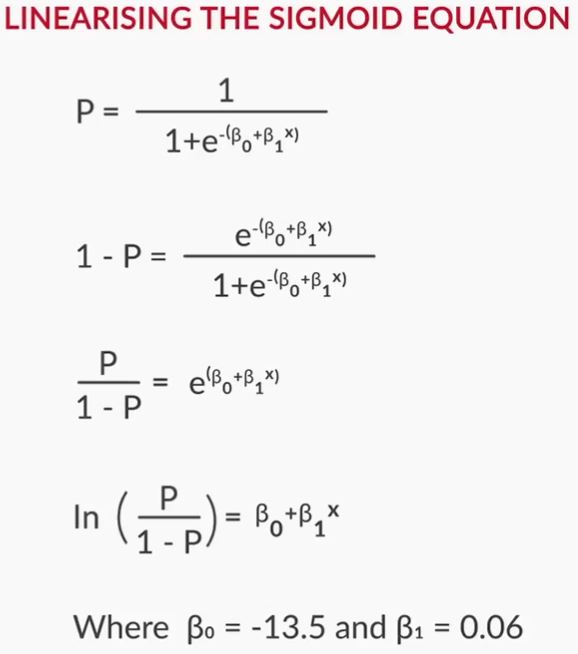 LINEARISING THE SIGMOID EQUATION
P = 1 / 1+e^-(β₀+β₁x)
1 - P = e^-(β₀+β₁x) / 1+e^-(β₀+β₁x)
P / 1 - P = e^(β₀+β₁x)
ln (P / 1 - P) = β₀+β₁x
Where β₀ = -13.5 and β₁ = 0.06